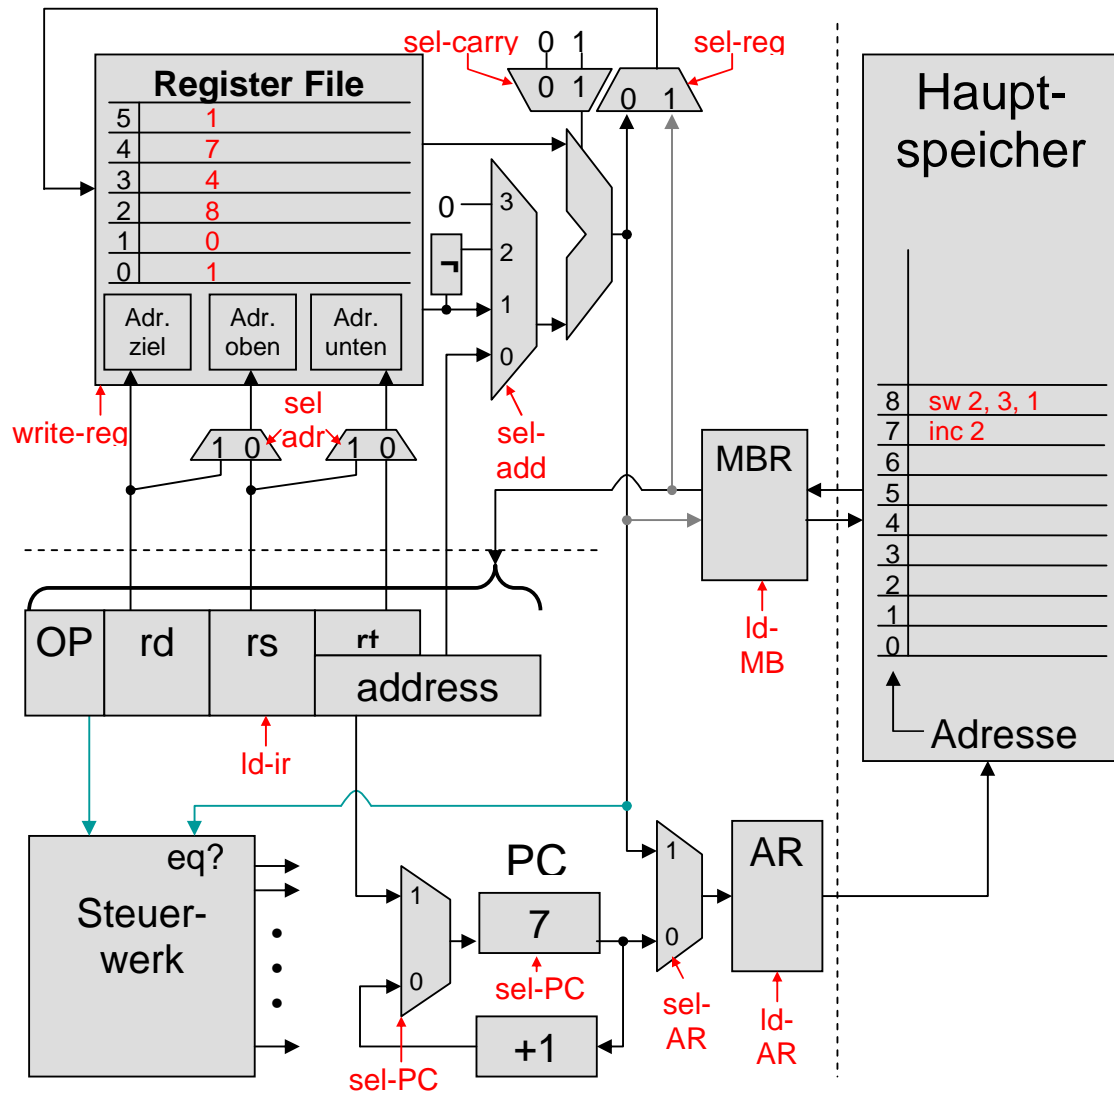 sel-carry
0 1
sel-reg
Register File
0 1
0 1
5 1
4 7
3 4
2 8
1 0
0 1
Adr.
ziel
Adr.
oben
Adr.
unten
0
¬
3
2
1
0
write-reg
sel
adr
1 0
1 0
sel-
add
Haupt-
speicher
8 sw 2, 3, 1
7 inc 2
6
5
4
3
2
1
0
Adresse
MBR
ld-
MB
OP
rd
rs
rt
address
ld-ir
eq?
Steuer-
werk
1
0
PC
7
sel-PC
+1
sel-PC
1
0
sel-
AR
AR
ld-
AR